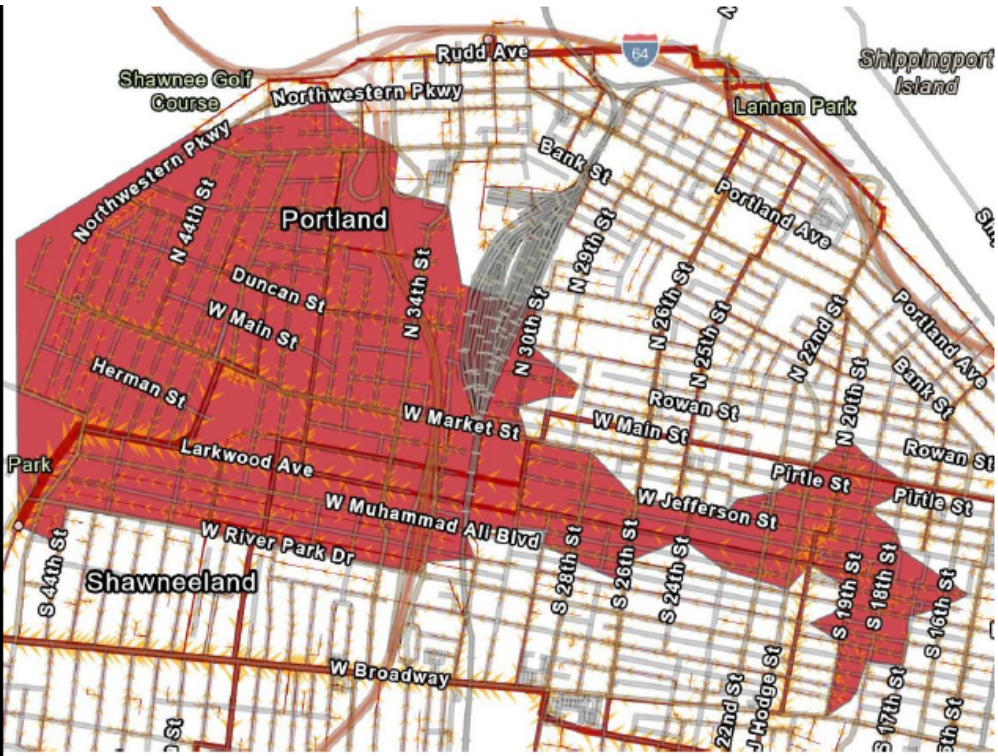 Rudd Ave
64
Shippingport
Island
Shawnee Golf
Course
Northwestern Pkwy
Lannan Park
Northwestern Pkwy
Bank St
Portland Ave
N 44th St
Portland
N 29th St
N 34th St
Duncan St
W Main St
N 26th St
N 25th St
N 30th St
N 22nd St
Portland Ave
Bank St
Herman St
N 20th St
Rowan St
W Market St
W Main St
Rowan St
Park
Larkwood Ave
Pirtle St
Pirtle St
W Jefferson St
W Muhammad Ali Blvd
W River Park Dr
S 44th St
Shawneeland
S 28th St
S 26th St
S 24th St
S 19th St
S 18th St
S 16th St
W Broadway
22nd St
J Hodge St
S 17th St